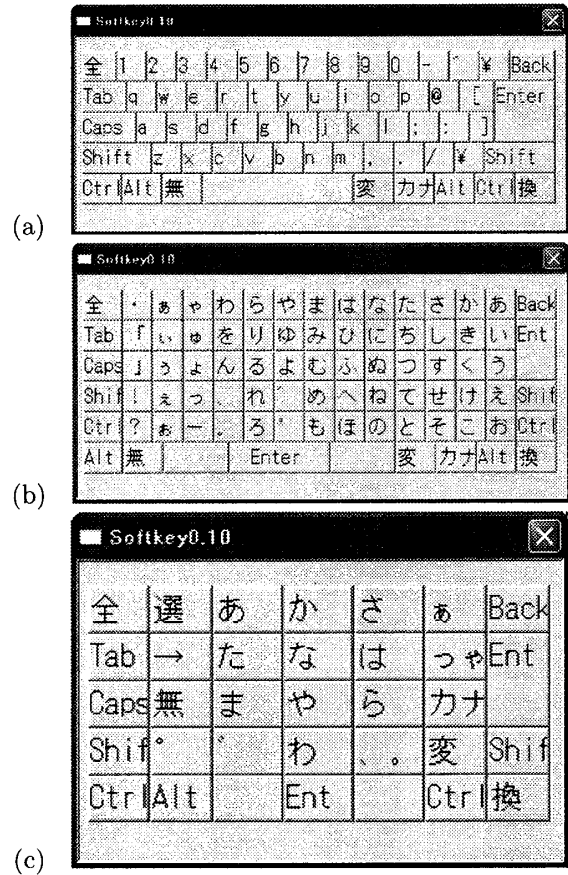 Softkey0.10
全 1 2 3 4 5 6 7 8 9 0 - ^ ¥ Back
Tab q w e r t y u i o p @ [ Enter
Caps a s d f g h j k l ; : ]
Shift z x c v b n m , . / ¥ Shift
Ctrl Alt 無 変 カナ Alt Ctrl 換
(a)
Softkey0.10
全 ・ ぁ ゃ わ ら や ま は な た さ か あ Back
Tab 「 ぃ ゅ を り ゆ み ひ に ち し き い Ent
Caps 」 ぅ ょ ん る よ む ふ ぬ つ す く う
Shif ! ぇ っ 、 れ ゛ め へ ね て せ け え Shif
Ctrl ? ぉ ー 。 ろ ゜ も ほ の と そ こ お Ctrl
Alt 無 Enter 変 カナ Alt 換
(b)
Softkey0.10
全 選 あ か さ ぁ Back
Tab → た な は っゃ Ent
Caps 無 ま や ら カナ
Shif ゜ ゛ わ 、。 変 Shif
Ctrl Alt Ent Ctrl 換
(c)